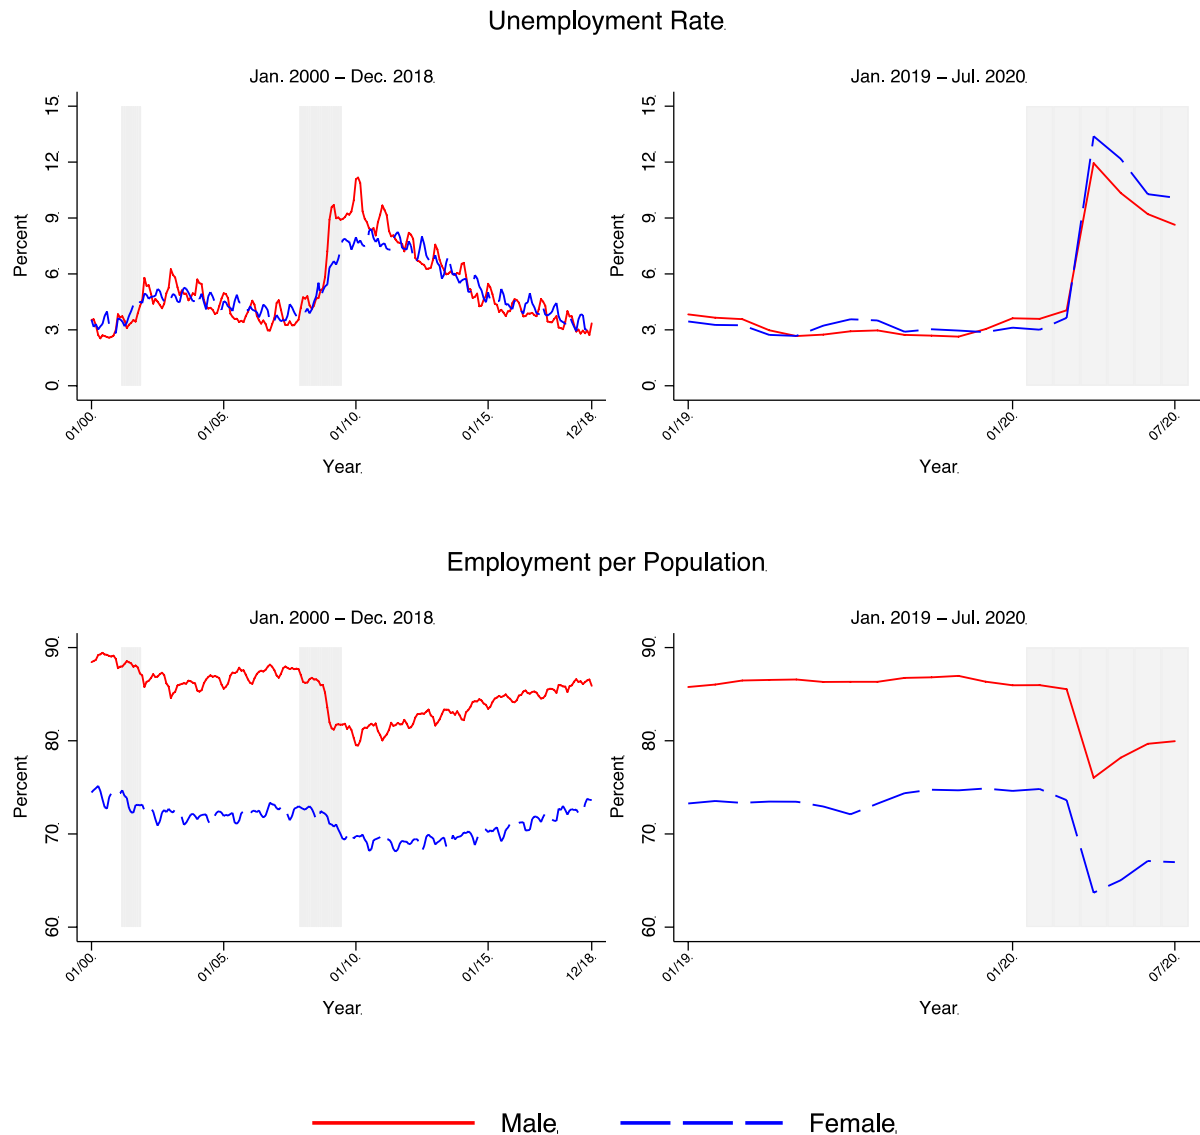 Unemployment Rate
Jan. 2000 – Dec. 2018
Percent
15
12
9
6
3
0
01/00
01/05
01/10
01/15
12/18
Year
Jan. 2019 – Jul. 2020
Percent
15
12
9
6
3
0
01/19
01/20
07/20
Year
Employment per Population
Jan. 2000 – Dec. 2018
Percent
90
80
70
60
01/00
01/05
01/10
01/15
12/18
Year
Jan. 2019 – Jul. 2020
Percent
90
80
70
60
01/19
01/20
07/20
Year
Male
Female